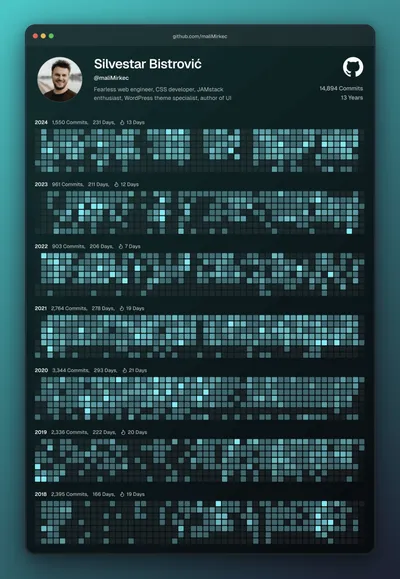 github.com/maliMirkec
Silvestar Bistrović
@maliMirkec
Fearless web engineer, CSS developer, JAMstack
enthusiast, WordPress theme specialist, author of UI
14,894 Commits
13 Years
2024 1,550 Commits, 231 Days, 13 Days
2023 961 Commits, 211 Days, 12 Days
2022 903 Commits, 206 Days, 7 Days
2021 2,764 Commits, 278 Days, 19 Days
2020 3,344 Commits, 293 Days, 21 Days
2019 2,336 Commits, 222 Days, 20 Days
2018 2,395 Commits, 166 Days, 19 Days